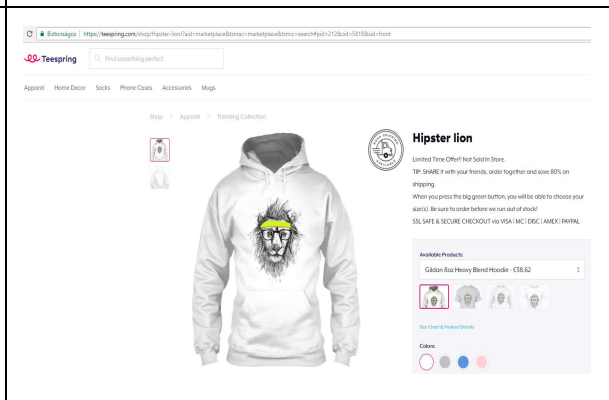 Biztonságos | https://teespring.com/shop/Hipster-lion1?aid=marketplace&tsmac=marketplace&tsmic=search#pid=212&cid=5818&sid=front
Teespring
Find something perfect
Apparel Home Decor Socks Phone Cases Accessories Mugs
Shop > Apparel > Trending Collection
Hipster lion
Limited Time Offer!! Not Sold In Store.
TIP: SHARE it with your friends, order together and save 80% on
shipping.
When you press the big green button, you will be able to choose your
size(s). Be sure to order before we run out of stock!
SSL SAFE & SECURE CHECKOUT via VISA | MC | DISC | AMEX | PAYPAL
Available Products:
Gildan 8oz Heavy Blend Hoodie - €38.62
Size Chart & Product Details
Colors: